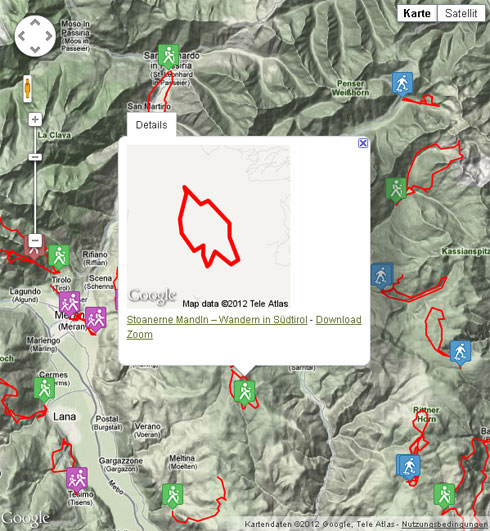 Karte
Satellit
Moso in
Passiria
(Moos in
Passeier)
San Leonardo
in Passiria
(St. Leonhard
in Passeier)
Penser
Weißhorn
San Martino
La Clava
Details
Kassianspitz
Rifiano
(Riffian)
Tirolo
(Tirol)
Scena
(Schenna)
Lagundo
(Algund)
(Meran)
Google
Map data ©2012 Tele Atlas
Stoanerne Mandln – Wandern in Südtirol - Download
Zoom
Marlengo
(Marling)
Cermes
(Tscherms)
Sarntal
Lana
Postal
(Burgstall)
Verano
(Vöran)
Rittner
Horn
Gargazzone
(Gargazon)
Meltina
(Moelten)
Tesimo
(Tisens)
Google
Kartendaten ©2012 Google, Tele Atlas - Nutzungsbedingungen